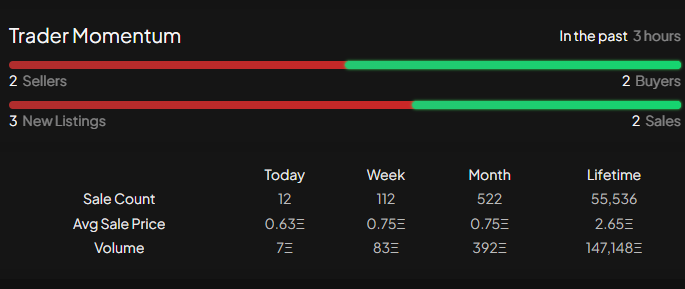 Trader Momentum In the past 3 hours
2 Sellers 2 Buyers
3 New Listings 2 Sales
Today Week Month Lifetime
Sale Count 12 112 522 55,536
Avg Sale Price 0.63Ξ 0.75Ξ 0.75Ξ 2.65Ξ
Volume 7Ξ 83Ξ 392Ξ 147,148Ξ